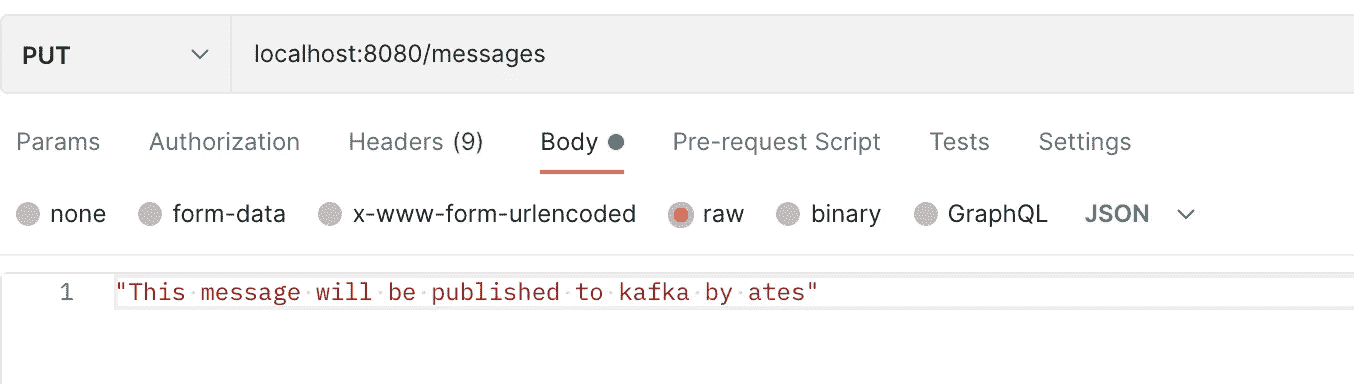 PUT localhost:8080/messages
Params Authorization Headers (9) Body Pre-request Script Tests Settings
none form-data x-www-form-urlencoded raw binary GraphQL JSON
1 "This message will be published to kafka by ates"